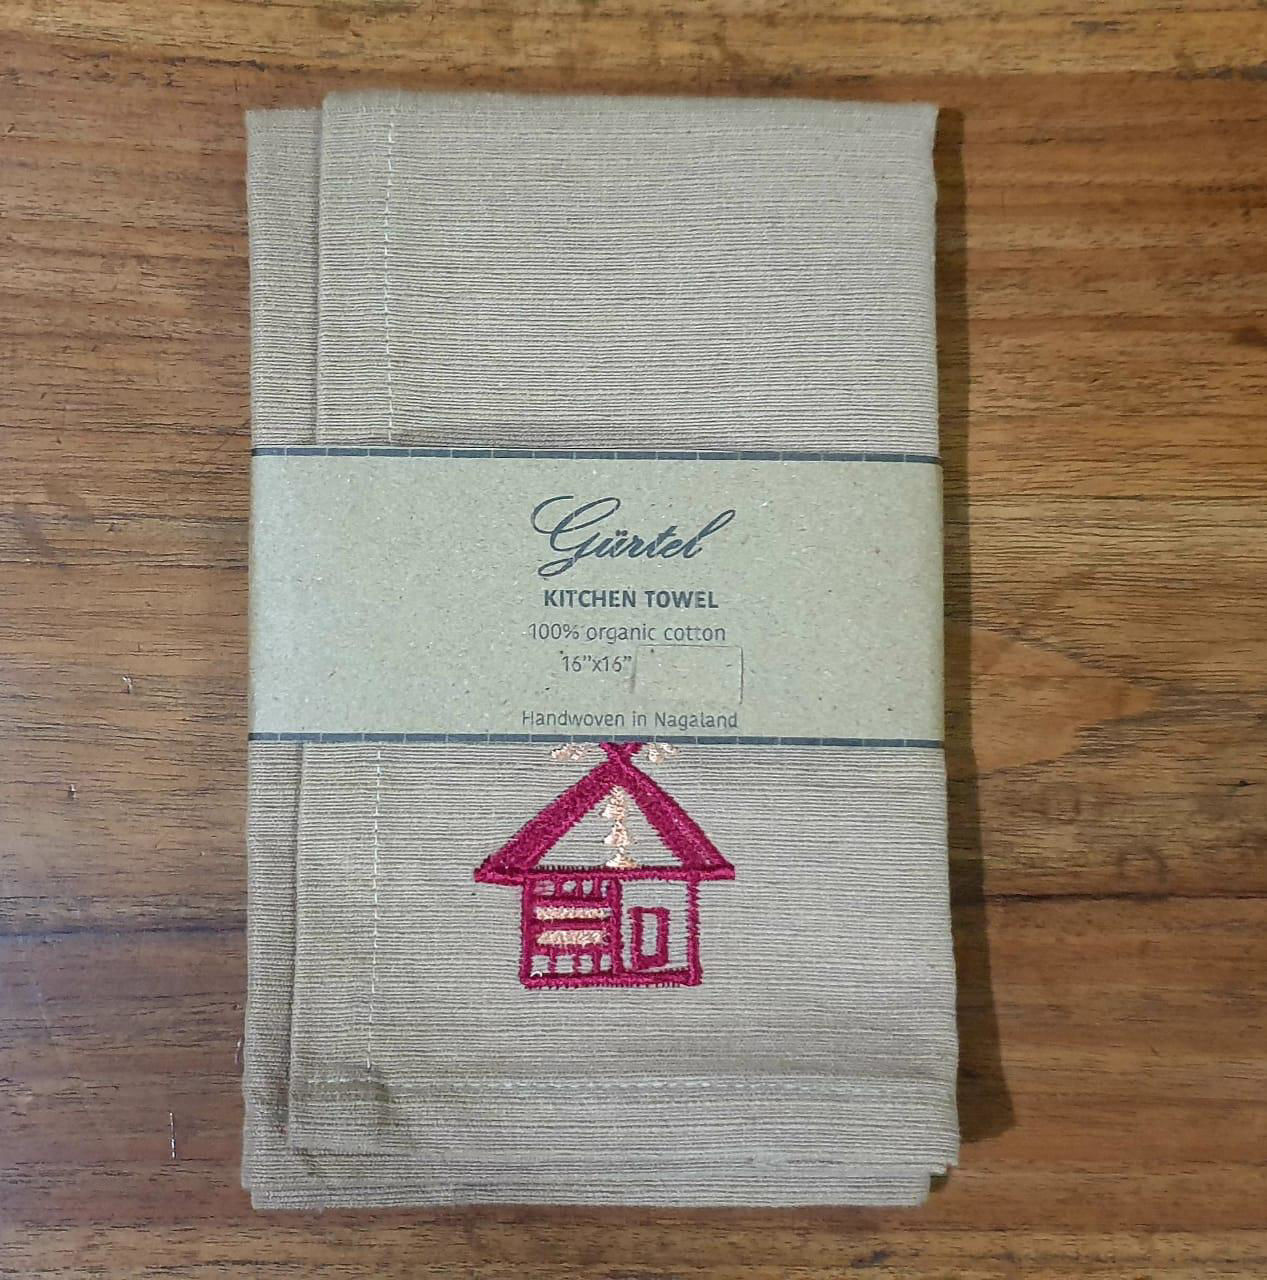 Gürtel
KITCHEN TOWEL
100% organic cotton
16”x16”
Handwoven in Nagaland